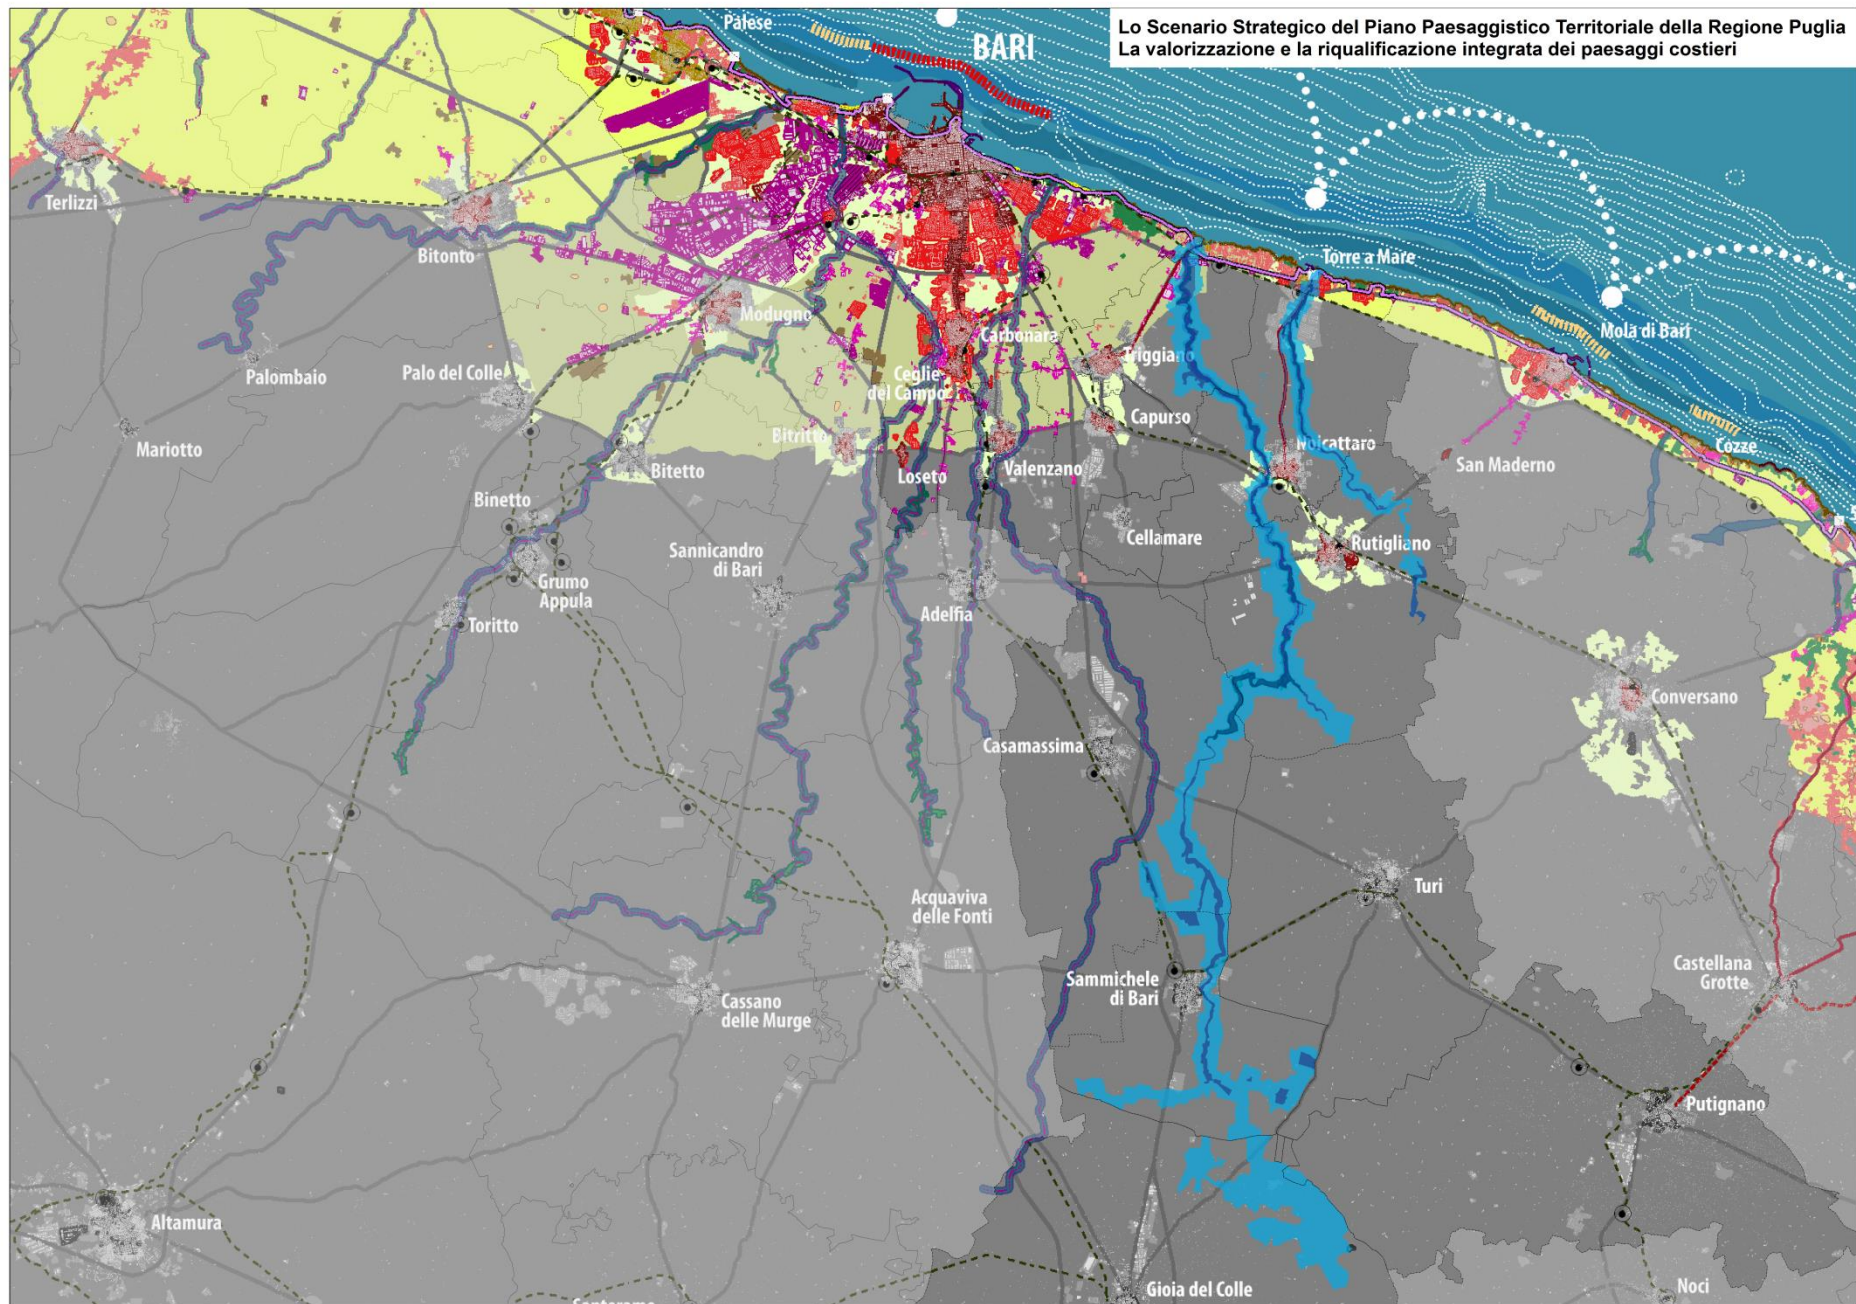 Lo Scenario Strategico del Piano Paesaggistico Territoriale della Regione Puglia
La valorizzazione e la riqualificazione integrata dei paesaggi costieri
Palese
BARI
Terlizzi
Bitonto
Torre a Mare
Modugno
Mola di Bari
Carbonara
Triggiano
Palombaio
Palo del Colle
Ceglie
del Campo
Capurso
Mariotto
Bitritto
Noicattaro
Cozze
Bitetto
Loseto
Valenzano
San Maderno
Binetto
Cellamare
Rutigliano
Sannicandro
di Bari
Grumo
Appula
Adelfia
Toritto
Conversano
Casamassima
Turi
Acquaviva
delle Fonti
Castellana
Grotte
Sammichele
di Bari
Cassano
delle Murge
Putignano
Altamura
Gioia del Colle
Noci